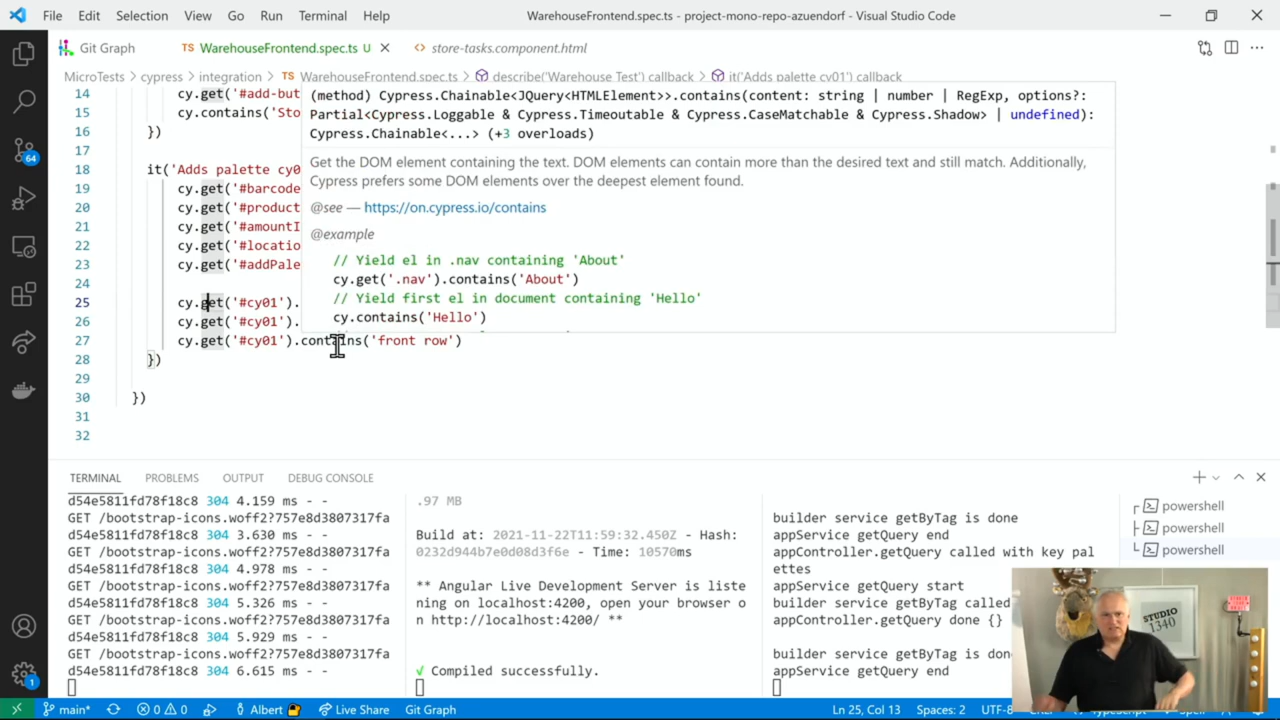 File Edit Selection View Go Run Terminal Help WarehouseFrontend.spec.ts - project-mono-repo-azuendorf - Visual Studio Code
Git Graph TS WarehouseFrontend.spec.ts U store-tasks.component.html
MicroTests > cypress > integration > TS WarehouseFrontend.spec.ts > describe('Warehouse Test') callback > it('Adds palette cy01') callback
14 cy.get('#add-but
15 cy.contains('Sto
16 })
17
18 it('Adds palette cy0
19 cy.get('#barcode
20 cy.get('#product
21 cy.get('#amountI
22 cy.get('#locatio
23 cy.get('#addPale
24
25 cy.get('#cy01').
26 cy.get('#cy01').
27 cy.get('#cy01').contains('front row')
28 })
29
30 })
31
32
(method) Cypress.Chainable<JQuery<HTMLElement>>.contains(content: string | number | RegExp, options?:
Partial<Cypress.Loggable & Cypress.Timeoutable & Cypress.CaseMatchable & Cypress.Shadow> | undefined):
Cypress.Chainable<...> (+3 overloads)
Get the DOM element containing the text. DOM elements can contain more than the desired text and still match. Additionally,
Cypress prefers some DOM elements over the deepest element found.
@see — https://on.cypress.io/contains
@example
// Yield el in .nav containing 'About'
cy.get('.nav').contains('About')
// Yield first el in document containing 'Hello'
cy.contains('Hello')
64
TERMINAL PROBLEMS OUTPUT DEBUG CONSOLE
d54e5811fd78f18c8 304 4.159 ms - -
GET /bootstrap-icons.woff2?757e8d3807317fa
d54e5811fd78f18c8 304 3.630 ms - -
GET /bootstrap-icons.woff2?757e8d3807317fa
d54e5811fd78f18c8 304 4.978 ms - -
GET /bootstrap-icons.woff2?757e8d3807317fa
d54e5811fd78f18c8 304 5.326 ms - -
GET /bootstrap-icons.woff2?757e8d3807317fa
d54e5811fd78f18c8 304 5.929 ms - -
GET /bootstrap-icons.woff2?757e8d3807317fa
d54e5811fd78f18c8 304 6.615 ms - -
.97 MB
Build at: 2021-11-22T11:59:32.450Z - Hash:
0232d944b7e0d08d3f6e - Time: 10570ms
** Angular Live Development Server is liste
ning on localhost:4200, open your browser o
n http://localhost:4200/ **
√ Compiled successfully.
builder service getByTag is done
appService getQuery end
appController.getQuery called with key pal
ettes
appService getQuery start
builder service getByTag called
appController.getQuery done {}
builder service getByTag is don
appService getQuery end
powershell
powershell
powershell
STUDIO
1340
1
main* 0 0 Albert Live Share Git Graph Ln 25, Col 13 Spaces: 2 UTF-8